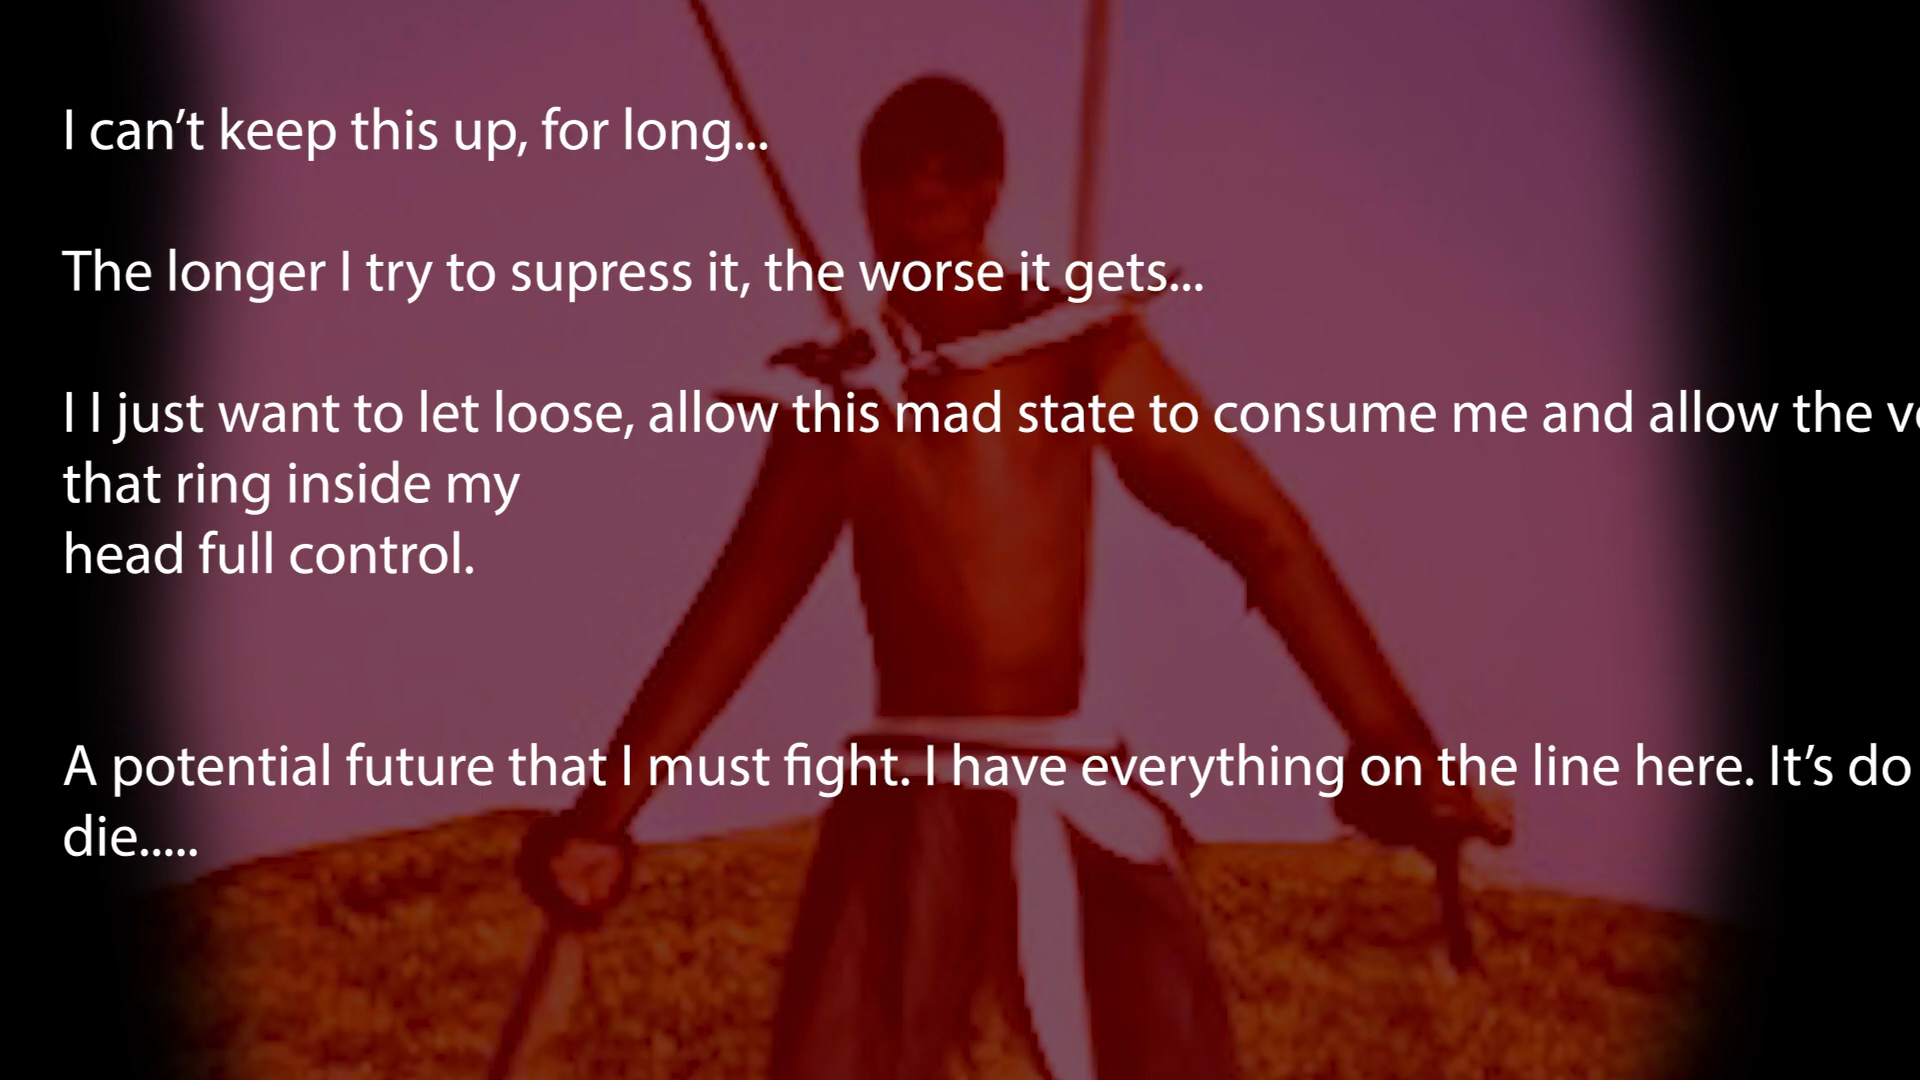 I can’t keep this up, for long...
The longer I try to supress it, the worse it gets...
I I just want to let loose, allow this mad state to consume me and allow the
that ring inside my
head full control.
A potential future that I must fight. I have everything on the line here. It’s do
die.....